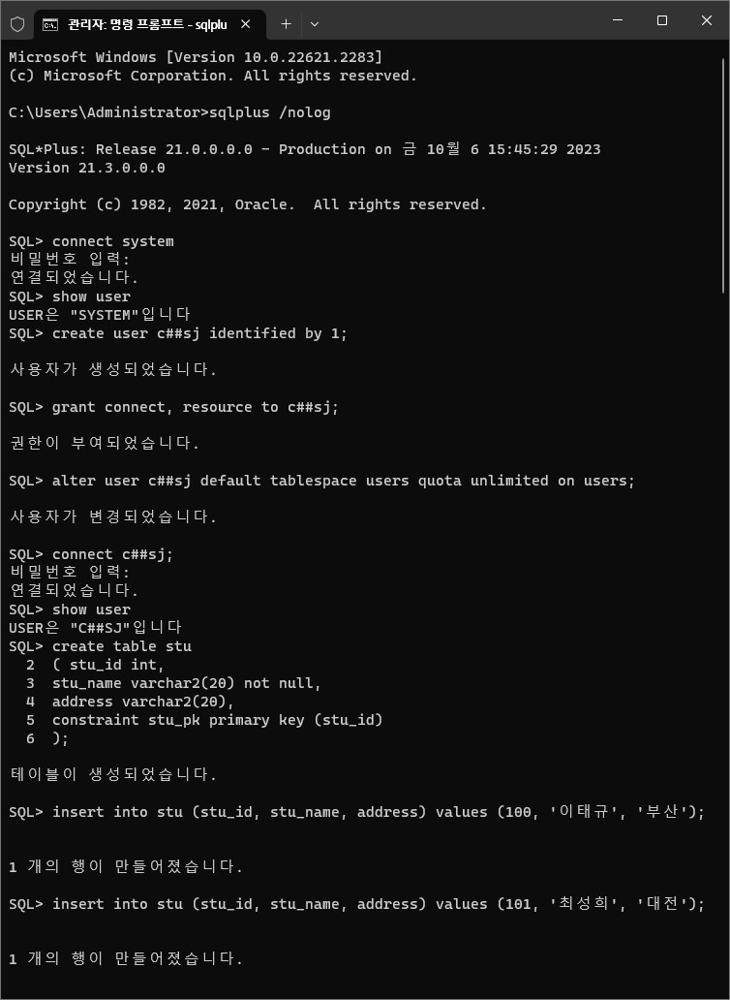 관리자: 명령 프롬프트 - sqlplu
Microsoft Windows [Version 10.0.22621.2283]
(c) Microsoft Corporation. All rights reserved.
C:\Users\Administrator>sqlplus /nolog
SQL*Plus: Release 21.0.0.0.0 - Production on 금 10월 6 15:45:29 2023
Version 21.3.0.0.0
Copyright (c) 1982, 2021, Oracle.  All rights reserved.
SQL> connect system
비밀번호 입력:
연결되었습니다.
SQL> show user
USER은 "SYSTEM"입니다
SQL> create user c##sj identified by 1;
사용자가 생성되었습니다.
SQL> grant connect, resource to c##sj;
권한이 부여되었습니다.
SQL> alter user c##sj default tablespace users quota unlimited on users;
사용자가 변경되었습니다.
SQL> connect c##sj;
비밀번호 입력:
연결되었습니다.
SQL> show user
USER은 "C##SJ"입니다
SQL> create table stu
  2  ( stu_id int,
  3  stu_name varchar2(20) not null,
  4  address varchar2(20),
  5  constraint stu_pk primary key (stu_id)
  6  );
테이블이 생성되었습니다.
SQL> insert into stu (stu_id, stu_name, address) values (100, '이태규', '부산');
1 개의 행이 만들어졌습니다.
SQL> insert into stu (stu_id, stu_name, address) values (101, '최성희', '대전');
1 개의 행이 만들어졌습니다.